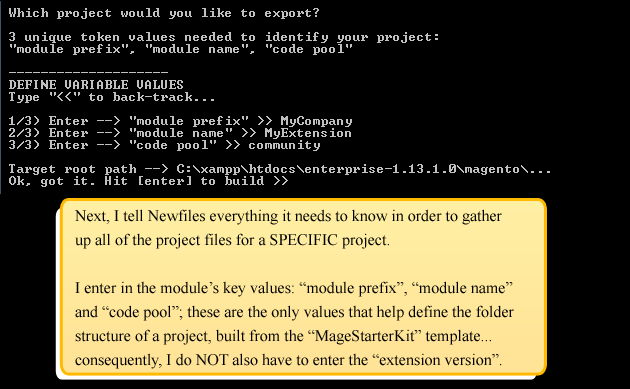 Which project would you like to export?
3 unique token values needed to identify your project:
"module prefix", "module name", "code pool"
--------------------
DEFINE VARIABLE VALUES
Type "<<" to back-track...
1/3) Enter --> "module prefix" >> MyCompany
2/3) Enter --> "module name" >> MyExtension
3/3) Enter --> "code pool" >> community
Target root path --> C:\xampp\htdocs\enterprise-1.13.1.0\magento\...
Ok, got it. Hit [enter] to build >>
Next, I tell Newfiles everything it needs to know in order to gather
up all of the project files for a SPECIFIC project.
I enter in the module’s key values: “module prefix”, “module name”
and “code pool”; these are the only values that help define the folder
structure of a project, built from the “MageStarterKit” template...
consequently, I do NOT also have to enter the “extension version”.